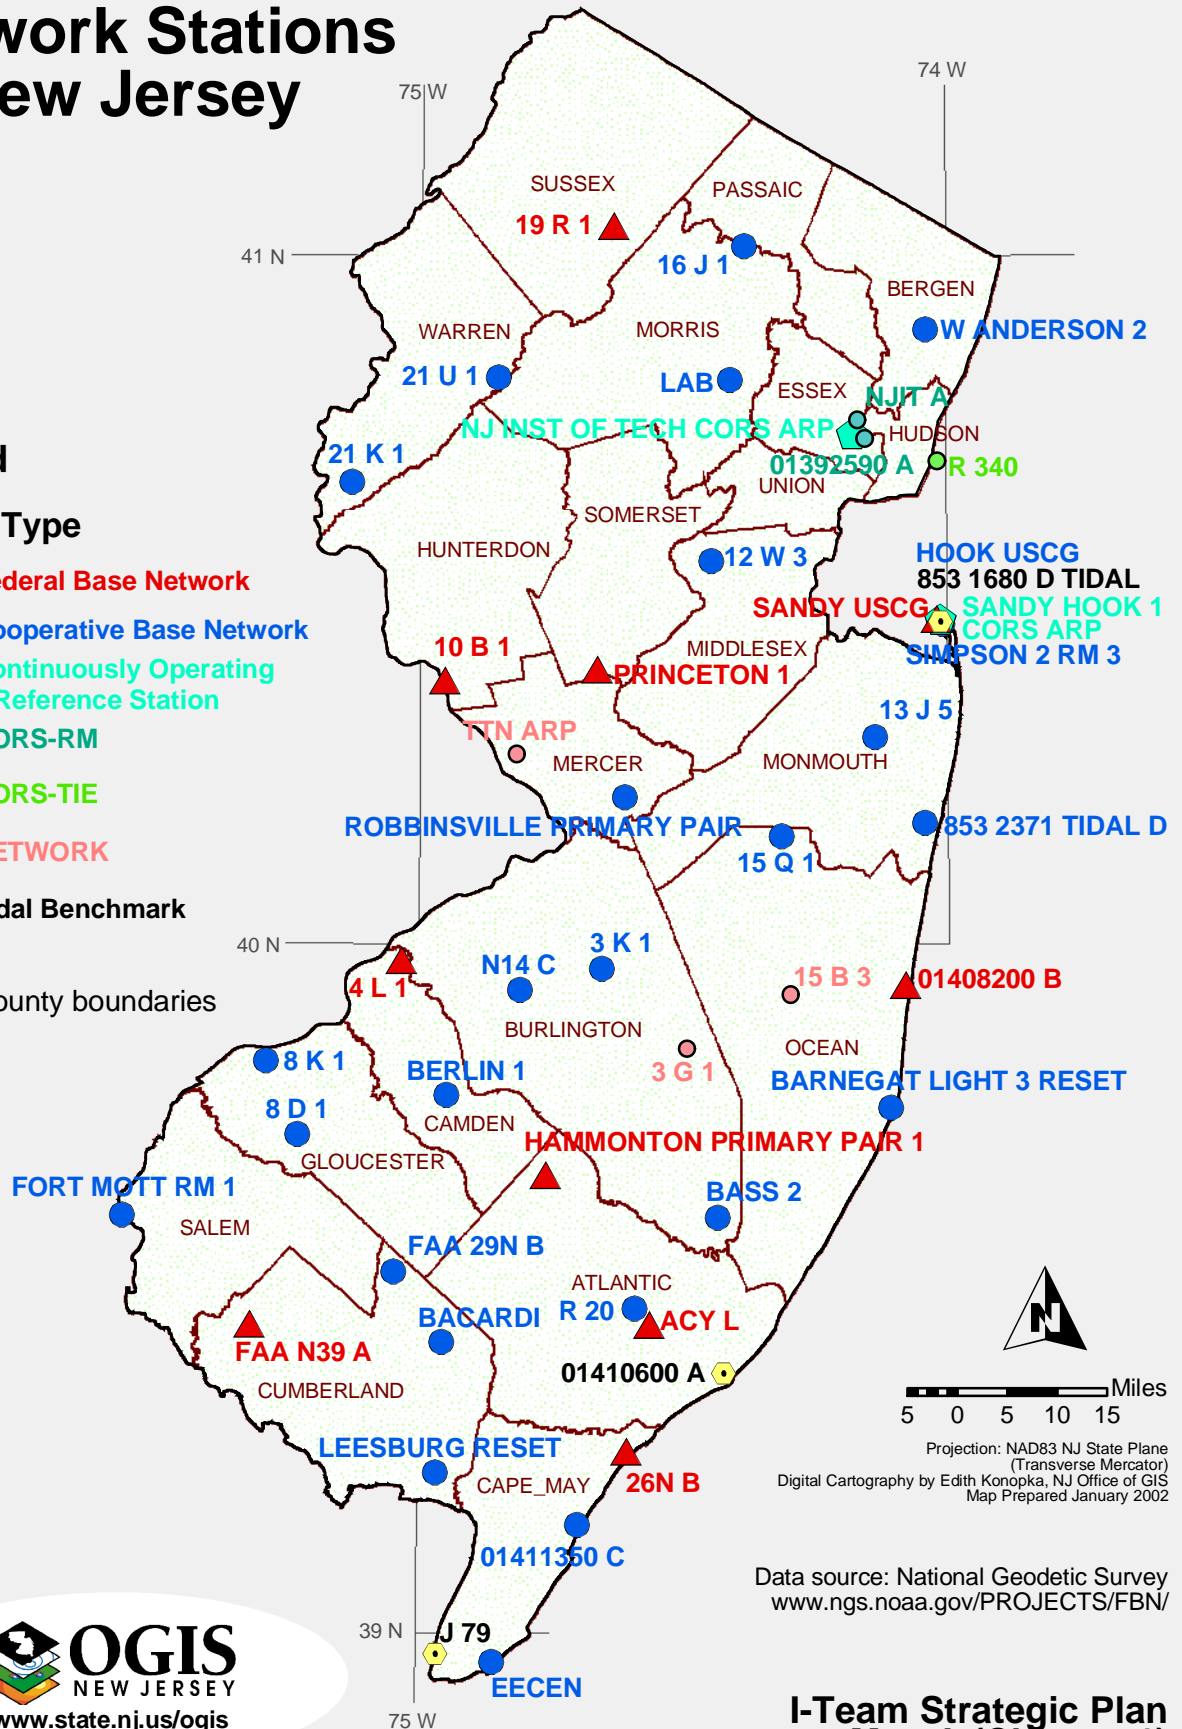 work Stations
ew Jersey
75 W
74 W
SUSSEX
PASSAIC
19 R 1
16 J 1
41 N
BERGEN
WARREN
MORRIS
W ANDERSON 2
21 U 1
LAB
ESSEX
NJIT A
NJ INST OF TECH CORS ARP
HUDSON
21 K 1
01392590 A
R 340
d
UNION
Type
SOMERSET
HUNTERDON
12 W 3
HOOK USCG
853 1680 D TIDAL
ederal Base Network
SANDY USCG
SANDY HOOK 1
CORS ARP
ooperative Base Network
10 B 1
MIDDLESEX
SIMPSON 2 RM 3
ontinuously Operating
Reference Station
PRINCETON 1
13 J 5
TTN ARP
ORS-RM
MERCER
MONMOUTH
ORS-TIE
ROBBINSVILLE PRIMARY PAIR
853 2371 TIDAL D
ETWORK
15 Q 1
dal Benchmark
40 N
3 K 1
N14 C
15 B 3
01408200 B
4 L 1
ounty boundaries
BURLINGTON
OCEAN
8 K 1
BERLIN 1
3 G 1
BARNEGAT LIGHT 3 RESET
8 D 1
CAMDEN
HAMMONTON PRIMARY PAIR 1
GLOUCESTER
FORT MOTT RM 1
BASS 2
SALEM
FAA 29N B
ATLANTIC
R 20
BACARDI
ACY L
N
FAA N39 A
01410600 A
CUMBERLAND
Miles
5 0 5 10 15
LEESBURG RESET
Projection: NAD83 NJ State Plane
(Transverse Mercator)
Digital Cartography by Edith Konopka, NJ Office of GIS
Map Prepared January 2002
CAPE_MAY
26N B
01411350 C
Data source: National Geodetic Survey
www.ngs.noaa.gov/PROJECTS/FBN/
39 N
J 79
OGIS
NEW JERSEY
EECEN
www.state.nj.us/ogis
75 W
I-Team Strategic Plan